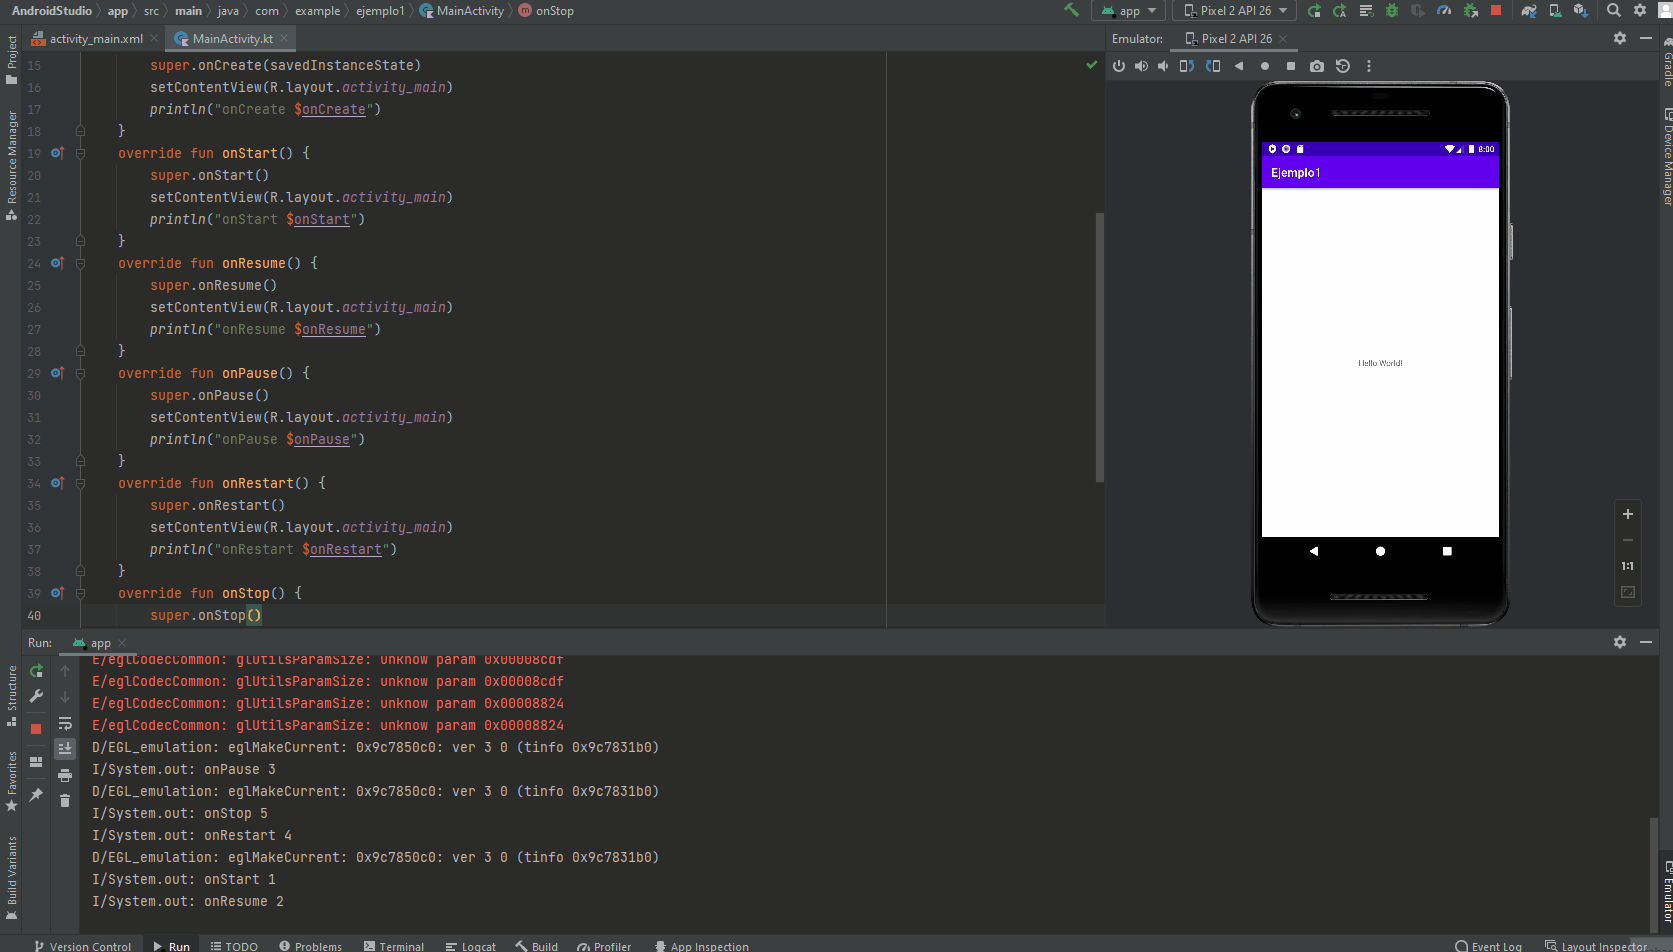 AndroidStudio app src main java com example ejemplo1 MainActivity onStop
app Pixel 2 API 26
Project
Resource Manager
activity_main.xml MainActivity.kt
15 super.onCreate(savedInstanceState)
16 setContentView(R.layout.activity_main)
17 println("onCreate $onCreate")
18 }
19 override fun onStart() {
20 super.onStart()
21 setContentView(R.layout.activity_main)
22 println("onStart $onStart")
23 }
24 override fun onResume() {
25 super.onResume()
26 setContentView(R.layout.activity_main)
27 println("onResume $onResume")
28 }
29 override fun onPause() {
30 super.onPause()
31 setContentView(R.layout.activity_main)
32 println("onPause $onPause")
33 }
34 override fun onRestart() {
35 super.onRestart()
36 setContentView(R.layout.activity_main)
37 println("onRestart $onRestart")
38 }
39 override fun onStop() {
40 super.onStop()
Emulator: Pixel 2 API 26
8:00
Ejemplo1
Hello World!
1:1
Gradle
Device Manager
Emulator
Run: app
Structure
Favorites
Build Variants
E/eglCodecCommon: glUtilsParamSize: unknow param 0x00008cdf
E/eglCodecCommon: glUtilsParamSize: unknow param 0x00008cdf
E/eglCodecCommon: glUtilsParamSize: unknow param 0x00008824
E/eglCodecCommon: glUtilsParamSize: unknow param 0x00008824
D/EGL_emulation: eglMakeCurrent: 0x9c7850c0: ver 3 0 (tinfo 0x9c7831b0)
I/System.out: onPause 3
D/EGL_emulation: eglMakeCurrent: 0x9c7850c0: ver 3 0 (tinfo 0x9c7831b0)
I/System.out: onStop 5
I/System.out: onRestart 4
D/EGL_emulation: eglMakeCurrent: 0x9c7850c0: ver 3 0 (tinfo 0x9c7831b0)
I/System.out: onStart 1
I/System.out: onResume 2
Version Control Run TODO Problems Terminal Logcat Build Profiler App Inspection Event Log Layout Inspector